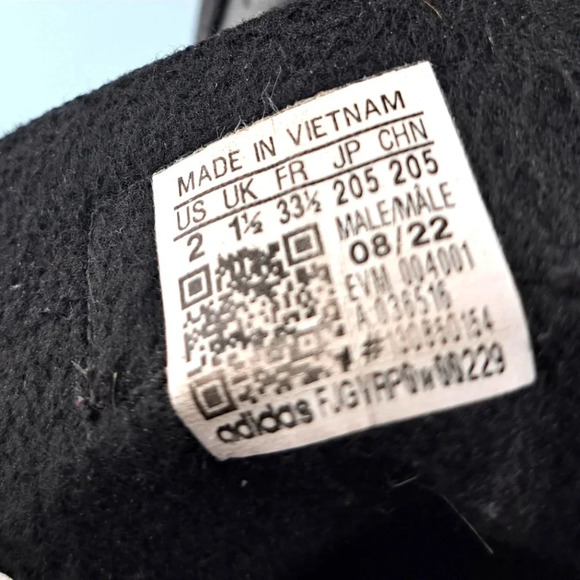 MADE IN VIETNAM
US UK FR JP CHN
2 1½ 33½ 205 205
MALE/MÂLE
08/22
EVM 004001
A 036516
adidas